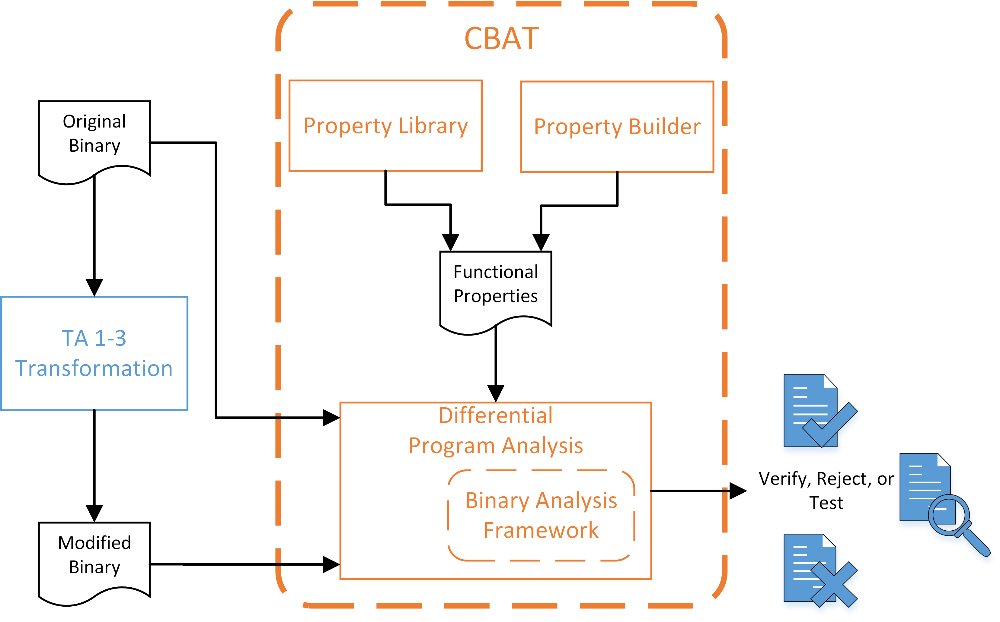 CBAT
Original
Binary
Property Library
Property Builder
Functional
Properties
TA 1-3
Transformation
Differential
Program Analysis
Binary Analysis
Framework
Verify, Reject, or
Test
Modified
Binary